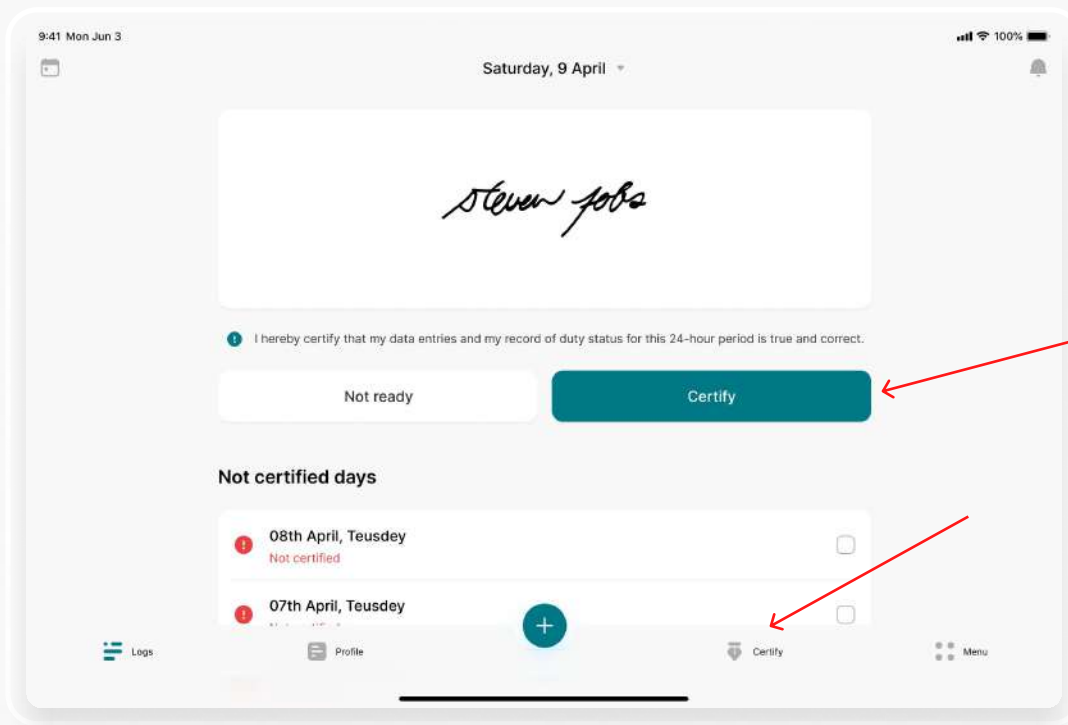 9:41 Mon Jun 3
100%
Saturday, 9 April
steven jobs
I hereby certify that my data entries and my record of duty status for this 24-hour period is true and correct.
Not ready
Certify
Not certified days
08th April, Teusdey
Not certified
07th April, Teusdey
Not certified
Logs
Profile
Certify
Menu